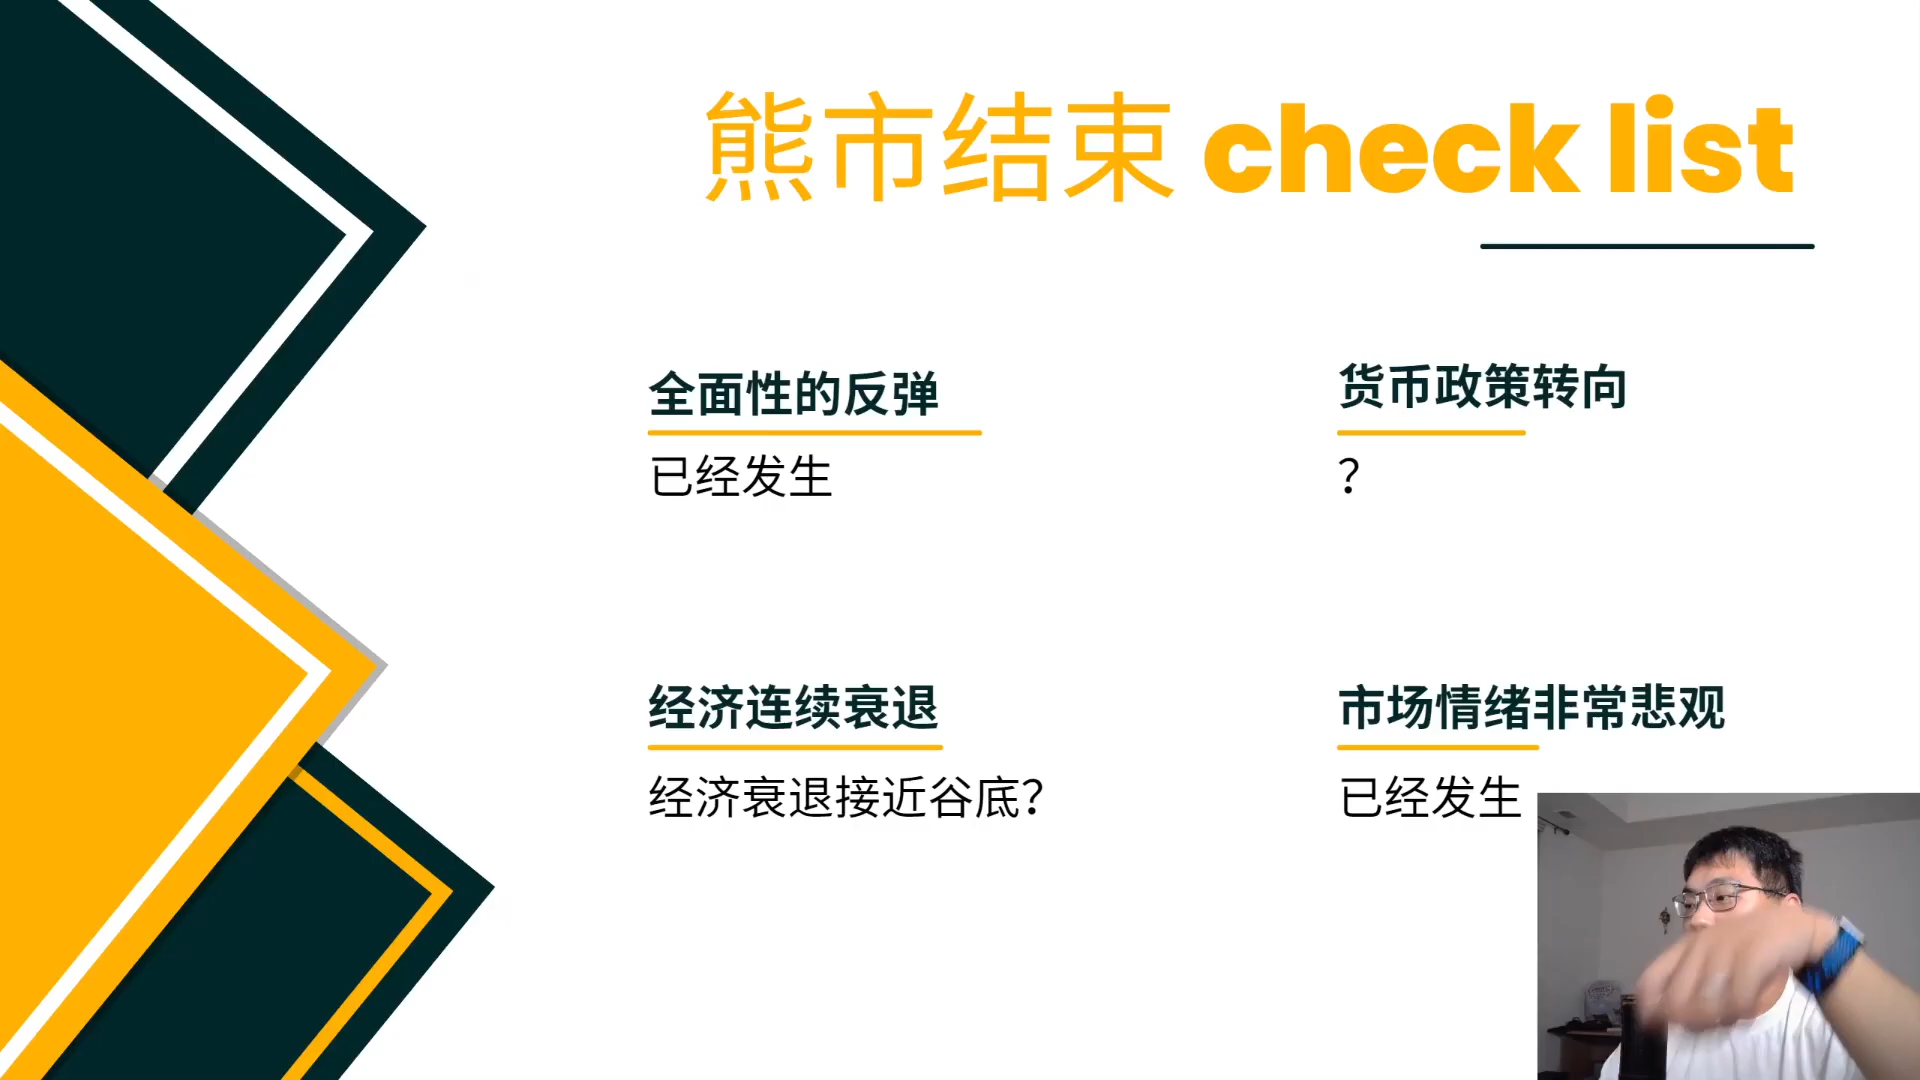 熊市结束 check list
全面性的反弹
已经发生
货币政策转向
？
经济连续衰退
经济衰退接近谷底？
市场情绪非常悲观
已经发生